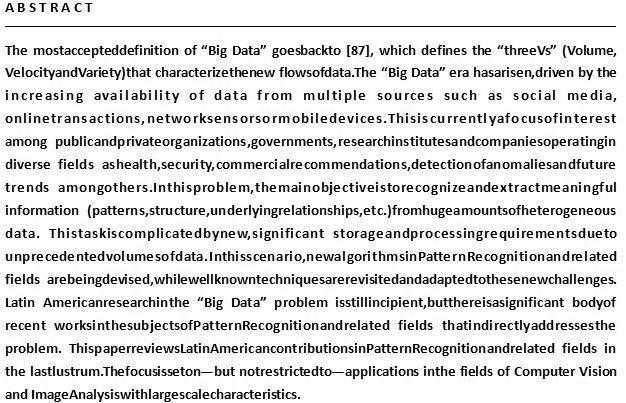 ABSTRACT
The mostaccepteddefinition of “Big Data” goesbackto [87], which defines the “threeVs” (Volume,
VelocityandVariety)that characterizethenew flowsofdata.The “Big Data” era hasarisen,driven by the
increasing availability of data from multiple sources such as social media,
onlinetransactions, networksensorsormobiledevices.Thisiscurrentlyafocusofinterest
among publicandprivateorganizations,governments, researchinstitutesandcompaniesoperatingin
diverse fields ashealth,security,commercialrecommendations,detectionofanomaliesandfuture
trends amongothers.Inthisproblem,themainobjectiveistorecognizeandextractmeaningful
information (patterns,structure,underlyingrelationships,etc.)fromhugeamountsofheterogeneous
data. Thistaskiscomplicatedbynew,significant storageandprocessingrequirementsdueto
unprecedentedvolumesofdata.Inthisscenario,newalgorithmsinPatternRecognitionandrelated
fields arebeingdevised,whilewellknowntechniquesarerevisitedandadaptedtothesenewchallenges.
Latin Americanresearchinthe “Big Data” problem isstillincipient,butthereisasignificant bodyof
recent worksinthesubjectsofPatternRecognitionandrelated fields thatindirectlyaddressesthe
problem. ThispaperreviewsLatinAmericancontributionsinPatternRecognitionandrelated fields in
the lastlustrum.Thefocusisseton—but notrestrictedto—applications inthe fields of Computer Vision
and ImageAnalysiswithlargescalecharacteristics.